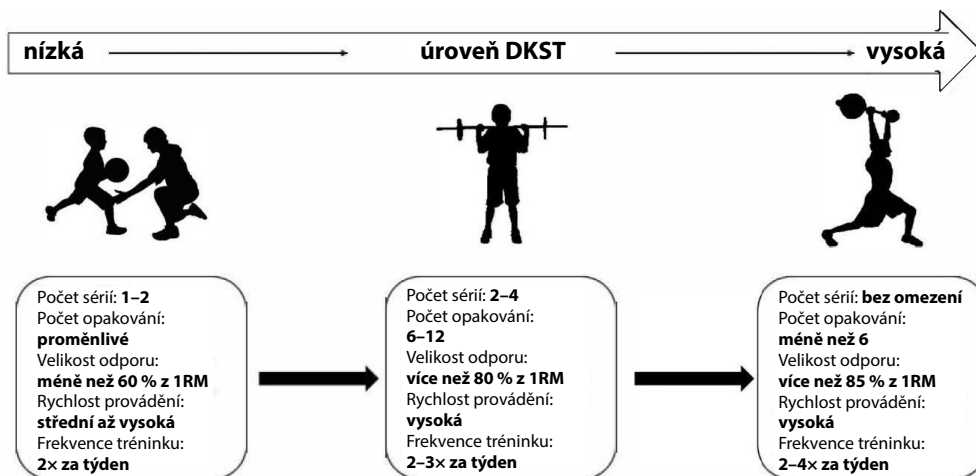 nízká úroveň DKST vysoká
Počet sérií: 1–2
Počet opakování:
proměnlivé
Velikost odporu:
méně než 60 % z 1RM
Rychlost provádění:
střední až vysoká
Frekvence tréninku:
2× za týden
Počet sérií: 2–4
Počet opakování:
6–12
Velikost odporu:
více než 80 % z 1RM
Rychlost provádění:
vysoká
Frekvence tréninku:
2–3× za týden
Počet sérií: bez omezení
Počet opakování:
méně než 6
Velikost odporu:
více než 85 % z 1RM
Rychlost provádění:
vysoká
Frekvence tréninku:
2–4× za týden